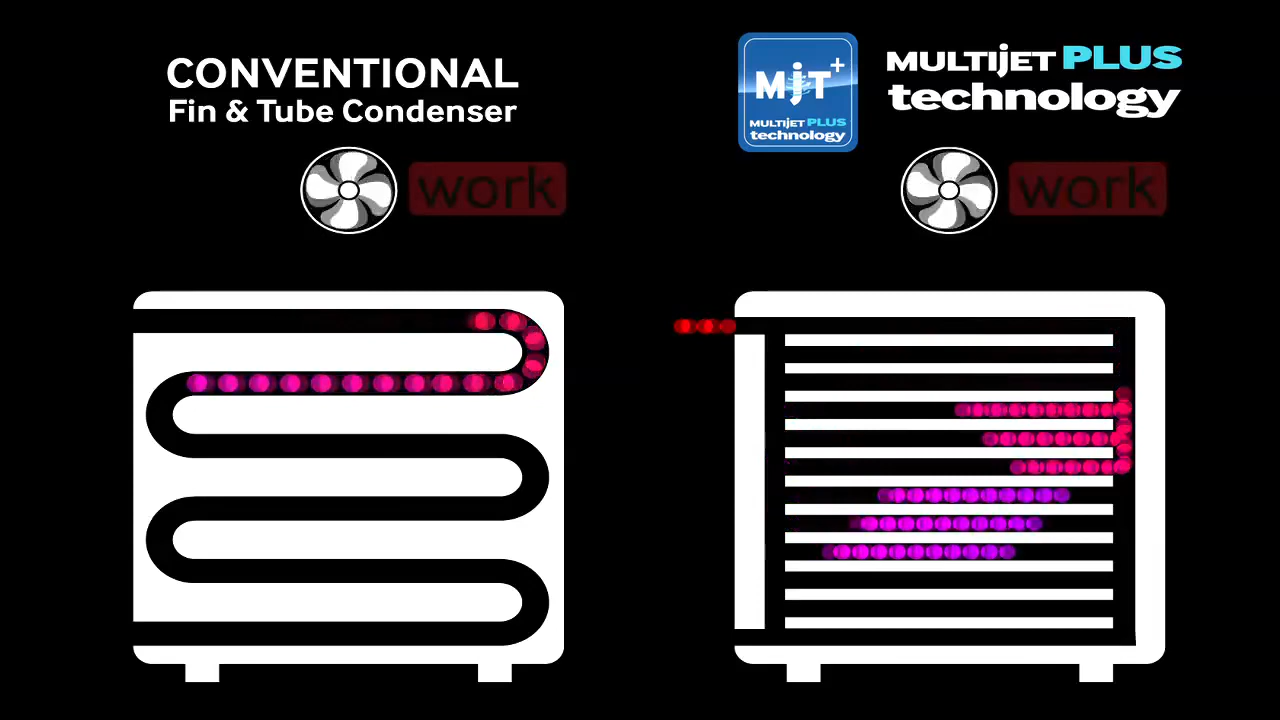 CONVENTIONAL
Fin & Tube Condenser
work
MJT+
MULTIJET PLUS
technology
MULTIJET PLUS
technology
work